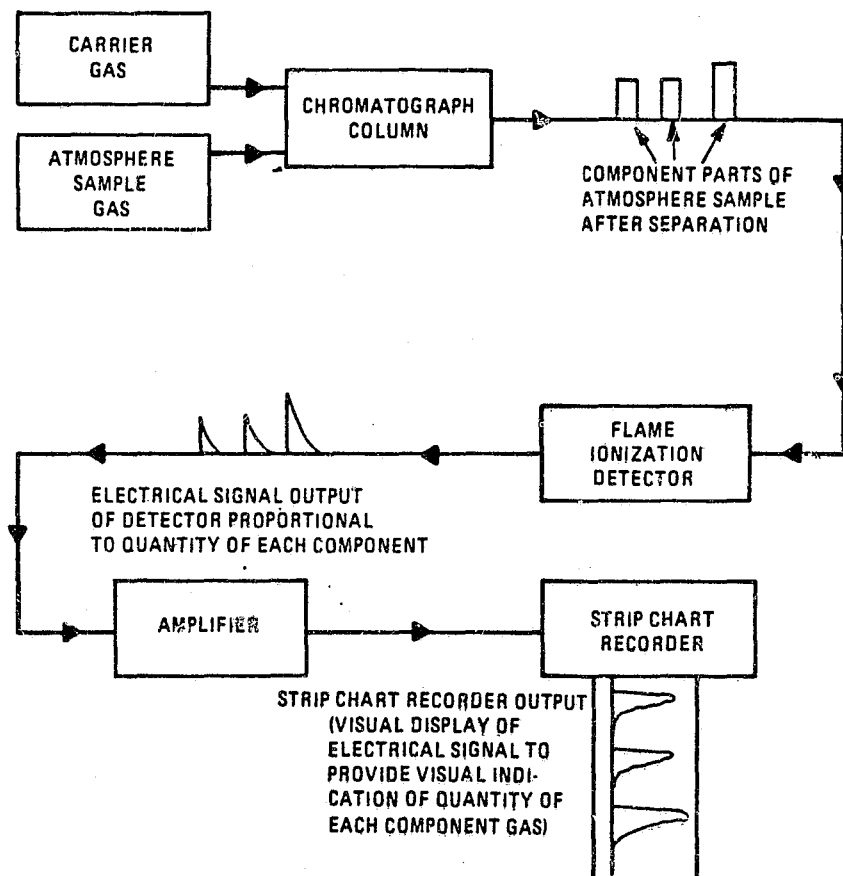 CARRIER
GAS
ATMOSPHERE
SAMPLE
GAS
CHROMATOGRAPH
COLUMN
COMPONENT PARTS OF
ATMOSPHERE SAMPLE
AFTER SEPARATION
FLAME
IONIZATION
DETECTOR
ELECTRICAL SIGNAL OUTPUT
OF DETECTOR PROPORTIONAL
TO QUANTITY OF EACH COMPONENT
AMPLIFIER
STRIP CHART
RECORDER
STRIP CHART RECORDER OUTPUT
(VISUAL DISPLAY OF
ELECTRICAL SIGNAL TO
PROVIDE VISUAL INDI-
CATION OF QUANTITY OF
EACH COMPONENT GAS)